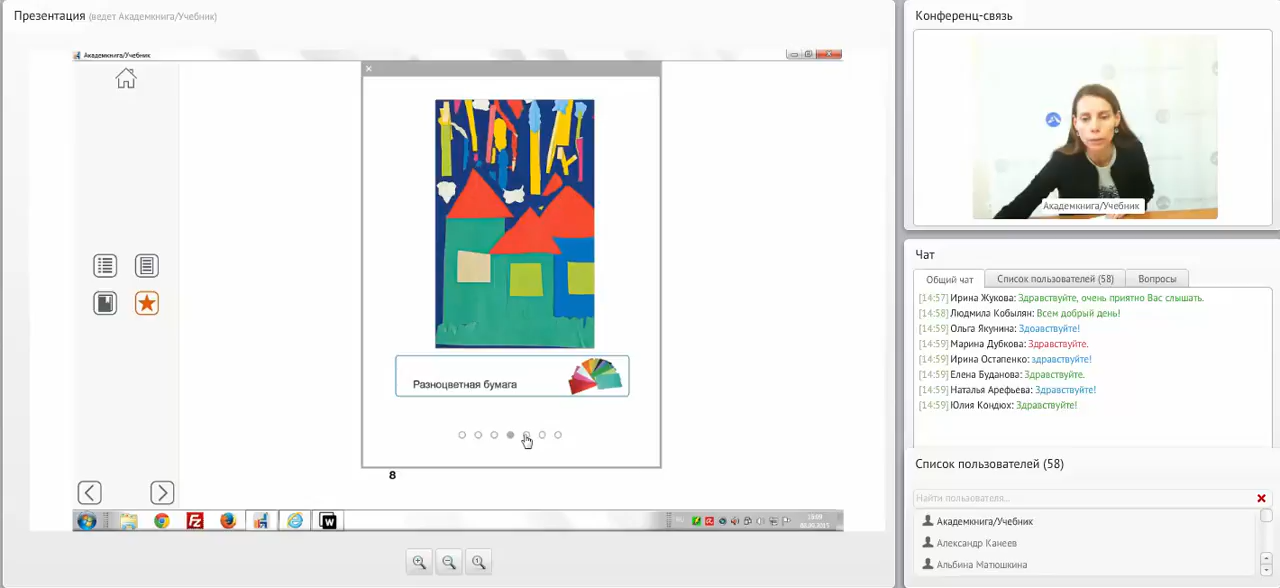 Презентация (ведет Академкнига/Учебник)
Академкнига/Учебник
Разноцветная бумага
8
W
Конференц-связь
Академкнига/Учебник
Чат
Общий чат Список пользователей (58) Вопросы
[14:57] Ирина Жукова: Здравствуйте, очень приятно Вас слышать.
[14:58] Людмила Кобылян: Всем добрый день!
[14:59] Ольга Якунина: Здоавствуйте!
[14:59] Марина Дубкова: Здравствуйте.
[14:59] Ирина Остапенко: здравствуйте!
[14:59] Елена Буданова: Здравствуйте.
[14:59] Наталья Арефьева: Здравствуйте!
[14:59] Юлия Кондюх: Здравствуйте!
Список пользователей (58)
Найти пользователя...
Академкнига/Учебник
Александр Канеев
Альбина Матюшкина